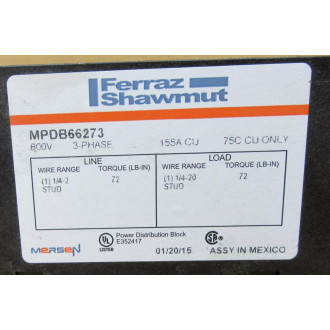 Ferraz
Shawmut
MPDB66273
600V 3-PHASE 155A CU 75C CU ONLY
LINE LOAD
WIRE RANGE TORQUE (LB-IN) WIRE RANGE TORQUE (LB-IN)
(1) 1/4-2 72 (1) 1/4-20 72
STUD STUD
MERSEN UL LISTED Power Distribution Block
E352417
01/20/15 ASSY IN MEXICO